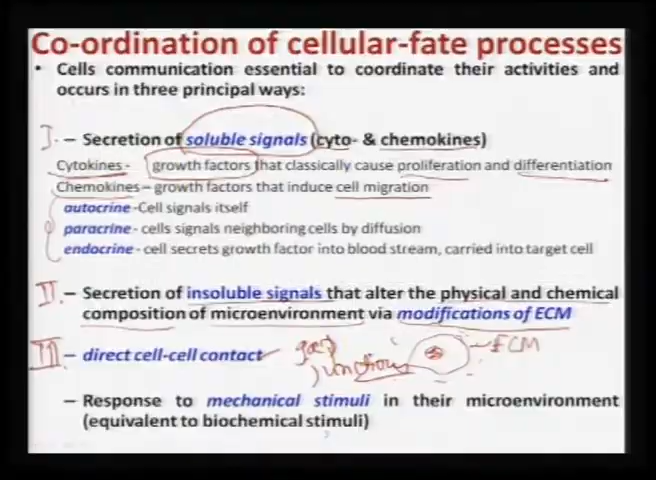 Co-ordination of cellular-fate processes
• Cells communication essential to coordinate their activities and
occurs in three principal ways:
I. – Secretion of soluble signals (cyto- & chemokines)
Cytokines - growth factors that classically cause proliferation and differentiation
Chemokines – growth factors that induce cell migration
autocrine -Cell signals itself
paracrine - cells signals neighboring cells by diffusion
endocrine - cell secrets growth factor into blood stream, carried into target cell
II. – Secretion of insoluble signals that alter the physical and chemical
composition of microenvironment via modifications of ECM
III – direct cell-cell contact gap
junctions ECM
– Response to mechanical stimuli in their microenvironment
(equivalent to biochemical stimuli)